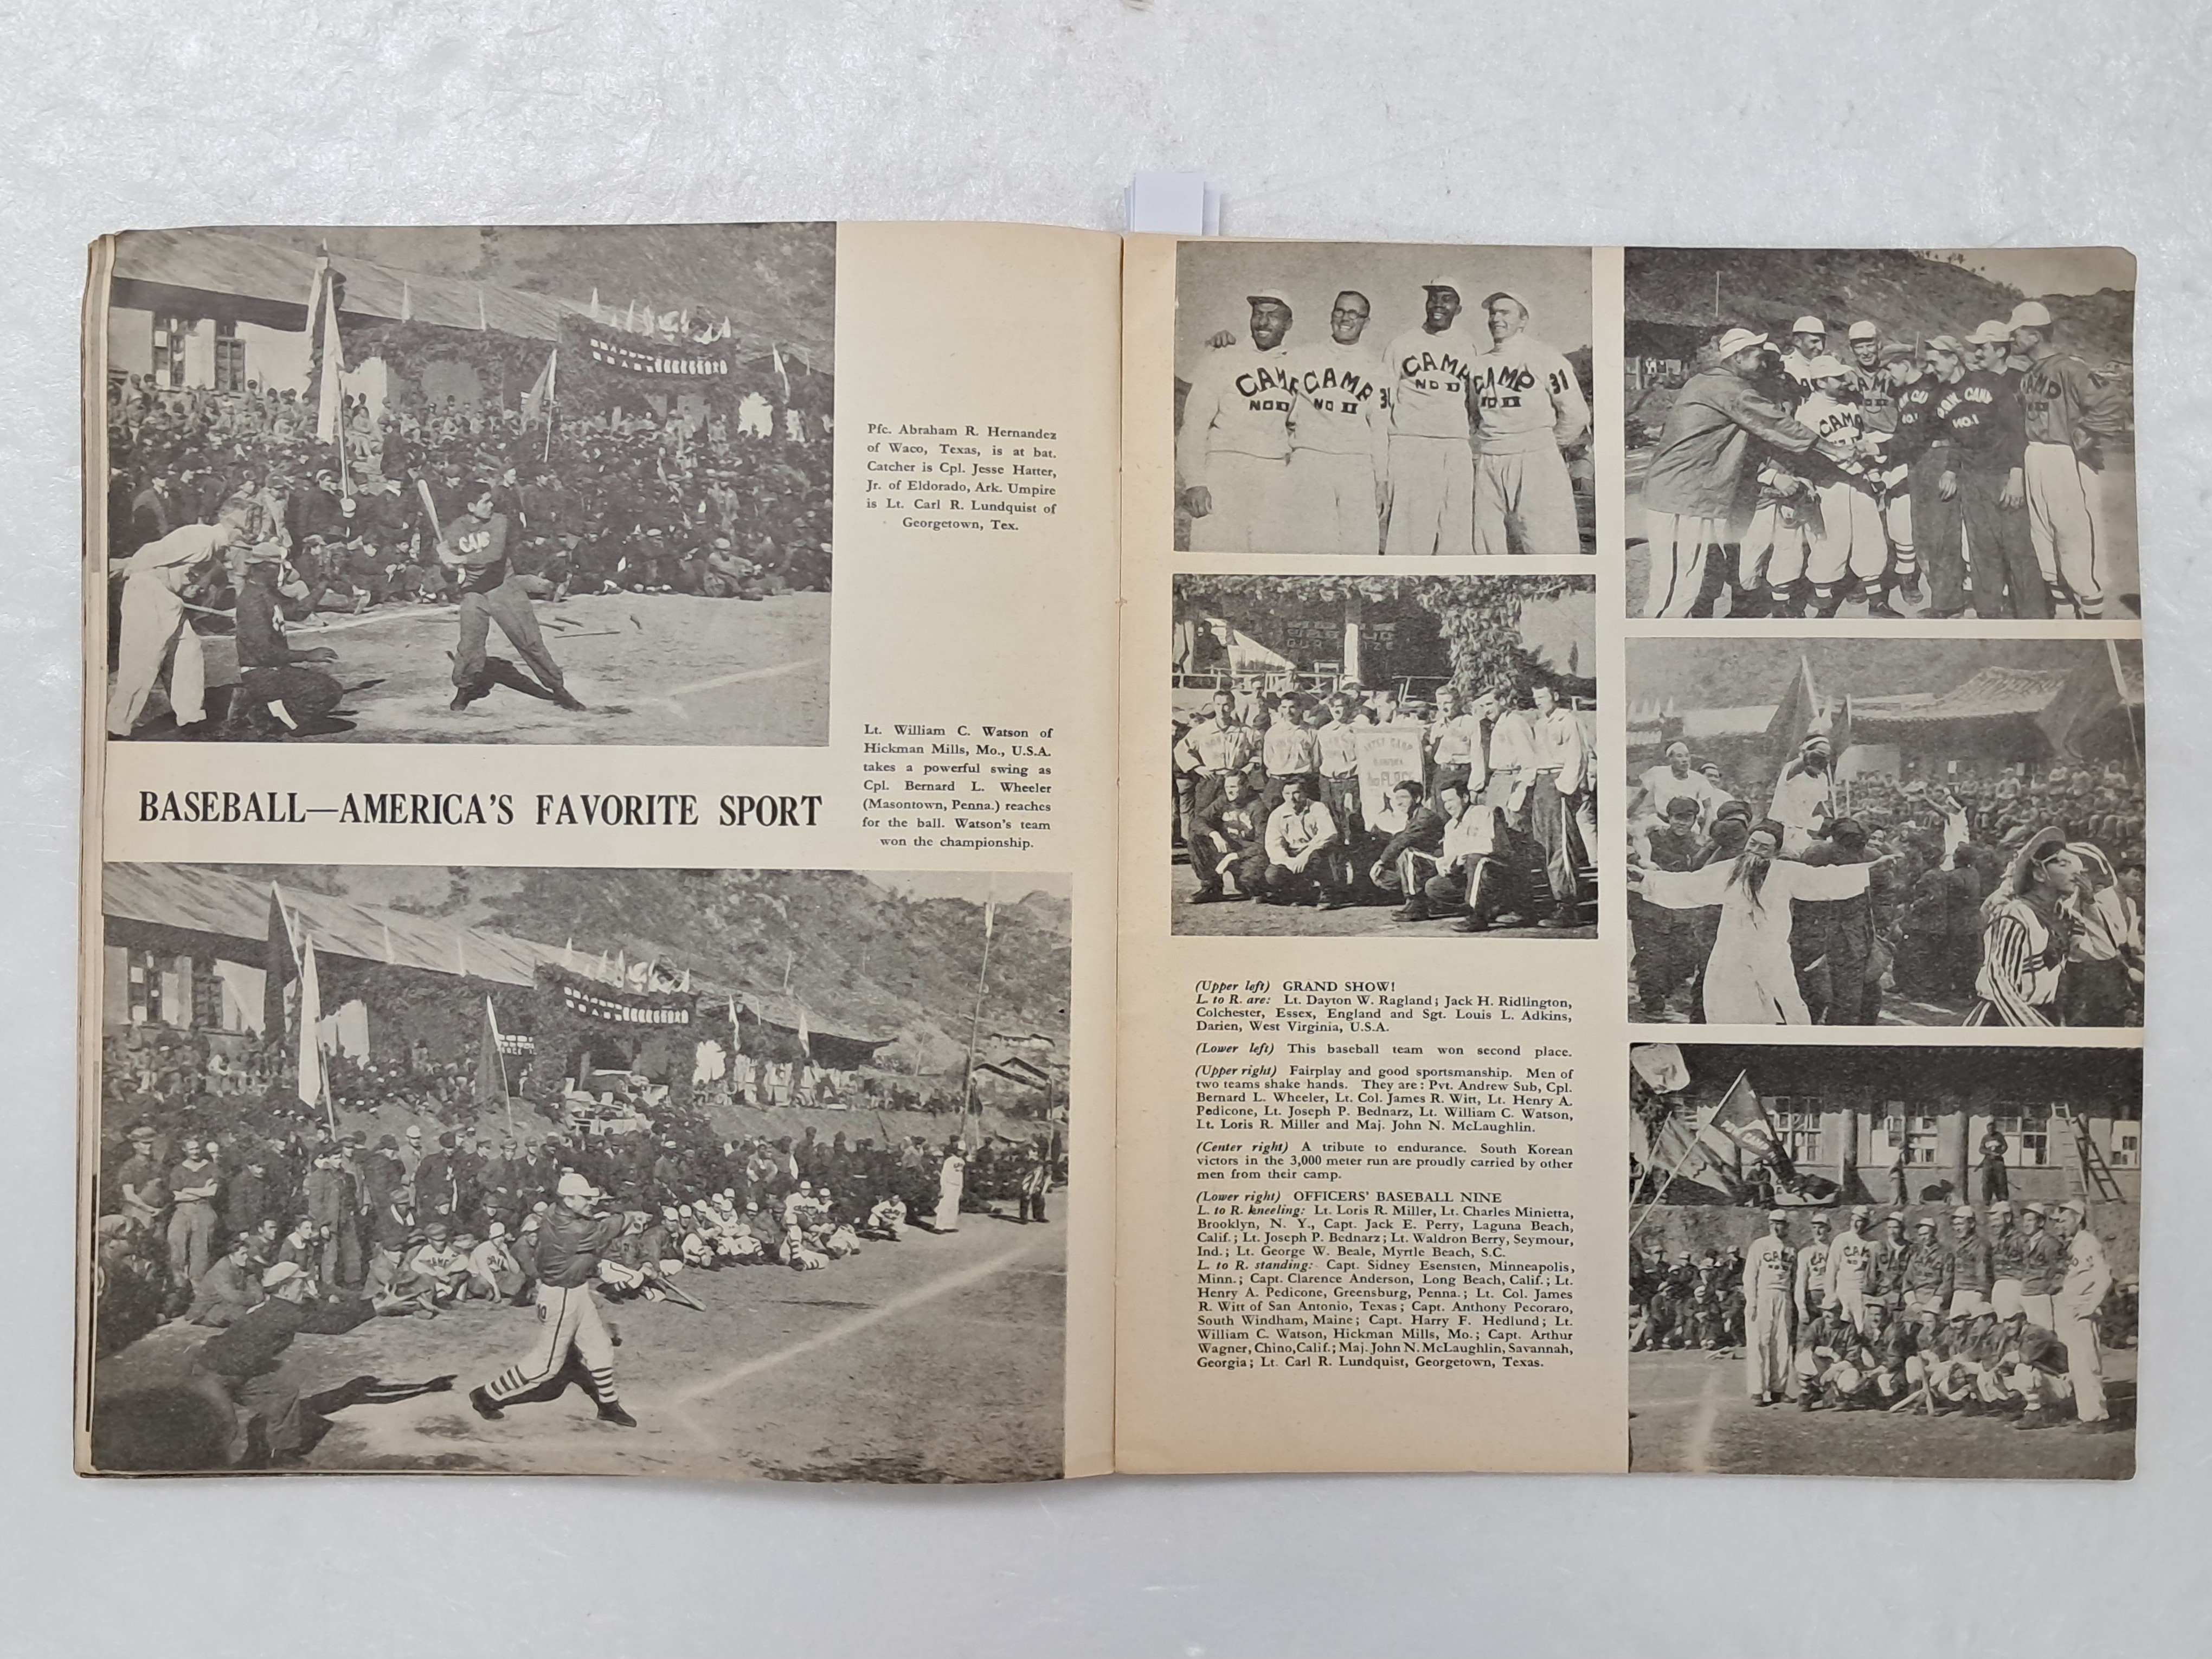 Pfc. Abraham R. Hernandez
of Waco, Texas, is at bat.
Catcher is Cpl. Jesse Hatter,
Jr. of Eldorado, Ark. Umpire
is Lt. Carl R. Lundquist of
Georgetown, Tex.
Lt. William C. Watson of
Hickman Mills, Mo., U.S.A.
takes a powerful swing as
Cpl. Bernard L. Wheeler
(Masontown, Penna.) reaches
for the ball. Watson's team
won the championship.
BASEBALL—AMERICA'S FAVORITE SPORT
CAMP
CAMP
NO II
CAMP
NO II
CAMP
31
CAMP
CAMP
NO.1
CAMP
(Upper left) GRAND SHOW!
L. to R. are: Lt. Dayton W. Ragland; Jack H. Ridlington,
Colchester, Essex, England and Sgt. Louis L. Adkins,
Darien, West Virginia, U.S.A.
(Lower left) This baseball team won second place.
(Upper right) Fairplay and good sportsmanship. Men of
two teams shake hands. They are: Pvt. Andrew Sub, Cpl.
Bernard L. Wheeler, Lt. Col. James R. Witt, Lt. Henry A.
Pedicone, Lt. Joseph P. Bednarz, Lt. William C. Watson,
Lt. Loris R. Miller and Maj. John N. McLaughlin.
(Center right) A tribute to endurance. South Korean
victors in the 3,000 meter run are proudly carried by other
men from their camp.
(Lower right) OFFICERS' BASEBALL NINE
L. to R. kneeling: Lt. Loris R. Miller, Lt. Charles Minietta,
Brooklyn, N. Y., Capt. Jack E. Perry, Laguna Beach,
Calif.; Lt. Joseph P. Bednarz; Lt. Waldron Berry, Seymour,
Ind.; Lt. George W. Beale, Myrtle Beach, S.C.
L. to R. standing: Capt. Sidney Esensten, Minneapolis,
Minn.; Capt. Clarence Anderson, Long Beach, Calif.; Lt.
Henry A. Pedicone, Greensburg, Penna.; Lt. Col. James
R. Witt of San Antonio, Texas; Capt. Anthony Pecoraro,
South Windham, Maine; Capt. Harry F. Hedlund; Lt.
William C. Watson, Hickman Mills, Mo.; Capt. Arthur
Wagner, Chino, Calif.; Maj. John N. McLaughlin, Savannah,
Georgia; Lt. Carl R. Lundquist, Georgetown, Texas.